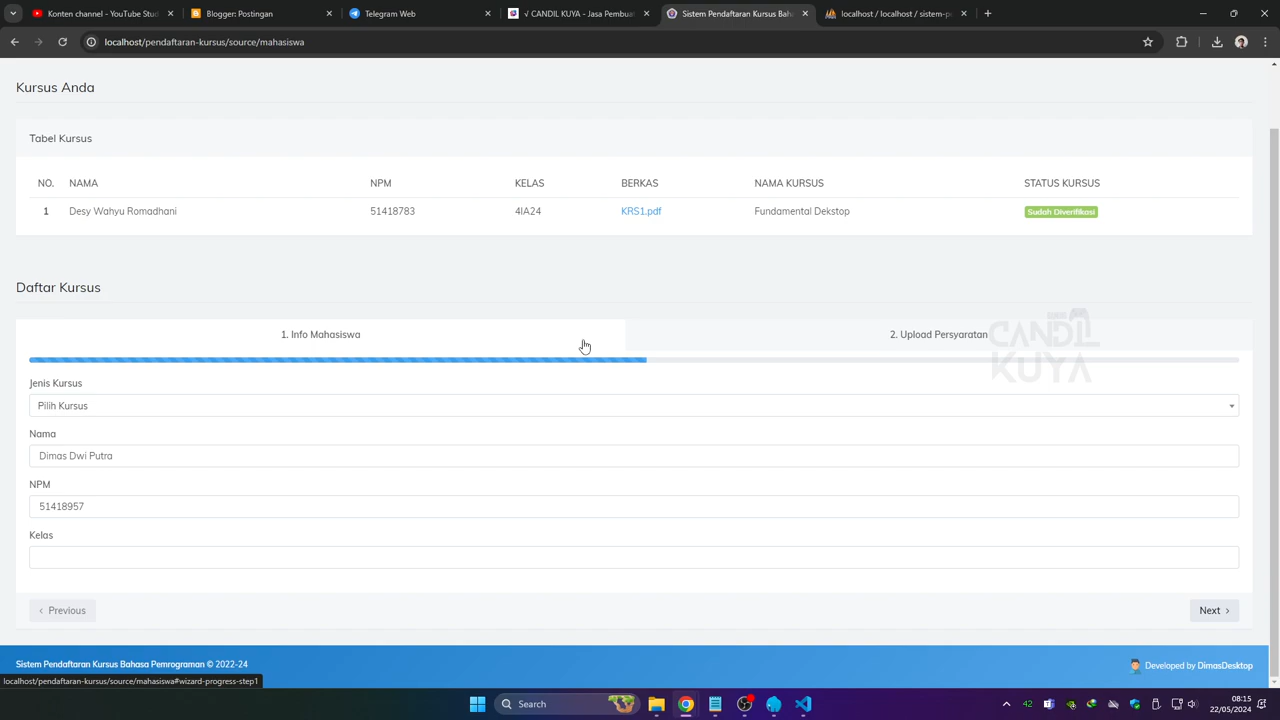 Konten channel - YouTube Stud
Blogger: Postingan
Telegram Web
√ CANDIL KUYA - Jasa Pembuat
Sistem Pendaftaran Kursus Baha
localhost / localhost / sistem-pe
localhost/pendaftaran-kursus/source/mahasiswa
Kursus Anda
Tabel Kursus
NO. NAMA NPM KELAS BERKAS NAMA KURSUS STATUS KURSUS
1 Desy Wahyu Romadhani 51418783 4IA24 KRS1.pdf Fundamental Dekstop Sudah Diverifikasi
Daftar Kursus
1. Info Mahasiswa 2. Upload Persyaratan
CANDIL
KUYA
Jenis Kursus
Pilih Kursus
Nama
Dimas Dwi Putra
NPM
51418957
Kelas
Previous Next
Sistem Pendaftaran Kursus Bahasa Pemrograman © 2022-24 Developed by DimasDesktop
localhost/pendaftaran-kursus/source/mahasiswa#wizard-progress-step1
Search
08:15
22/05/2024